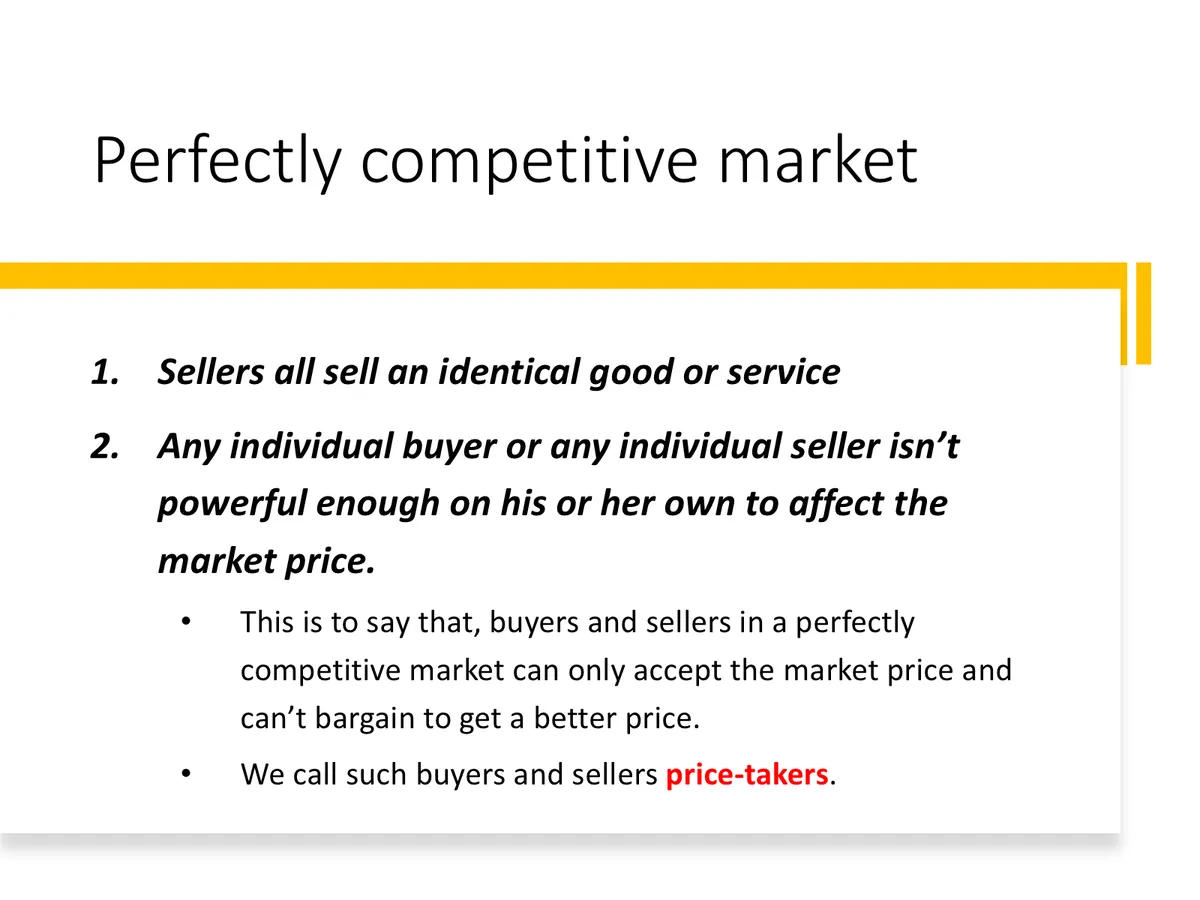 Perfectly competitive market
1. Sellers all sell an identical good or service
2. Any individual buyer or any individual seller isn’t
powerful enough on his or her own to affect the
market price.
• This is to say that, buyers and sellers in a perfectly
competitive market can only accept the market price and
can’t bargain to get a better price.
• We call such buyers and sellers price-takers.